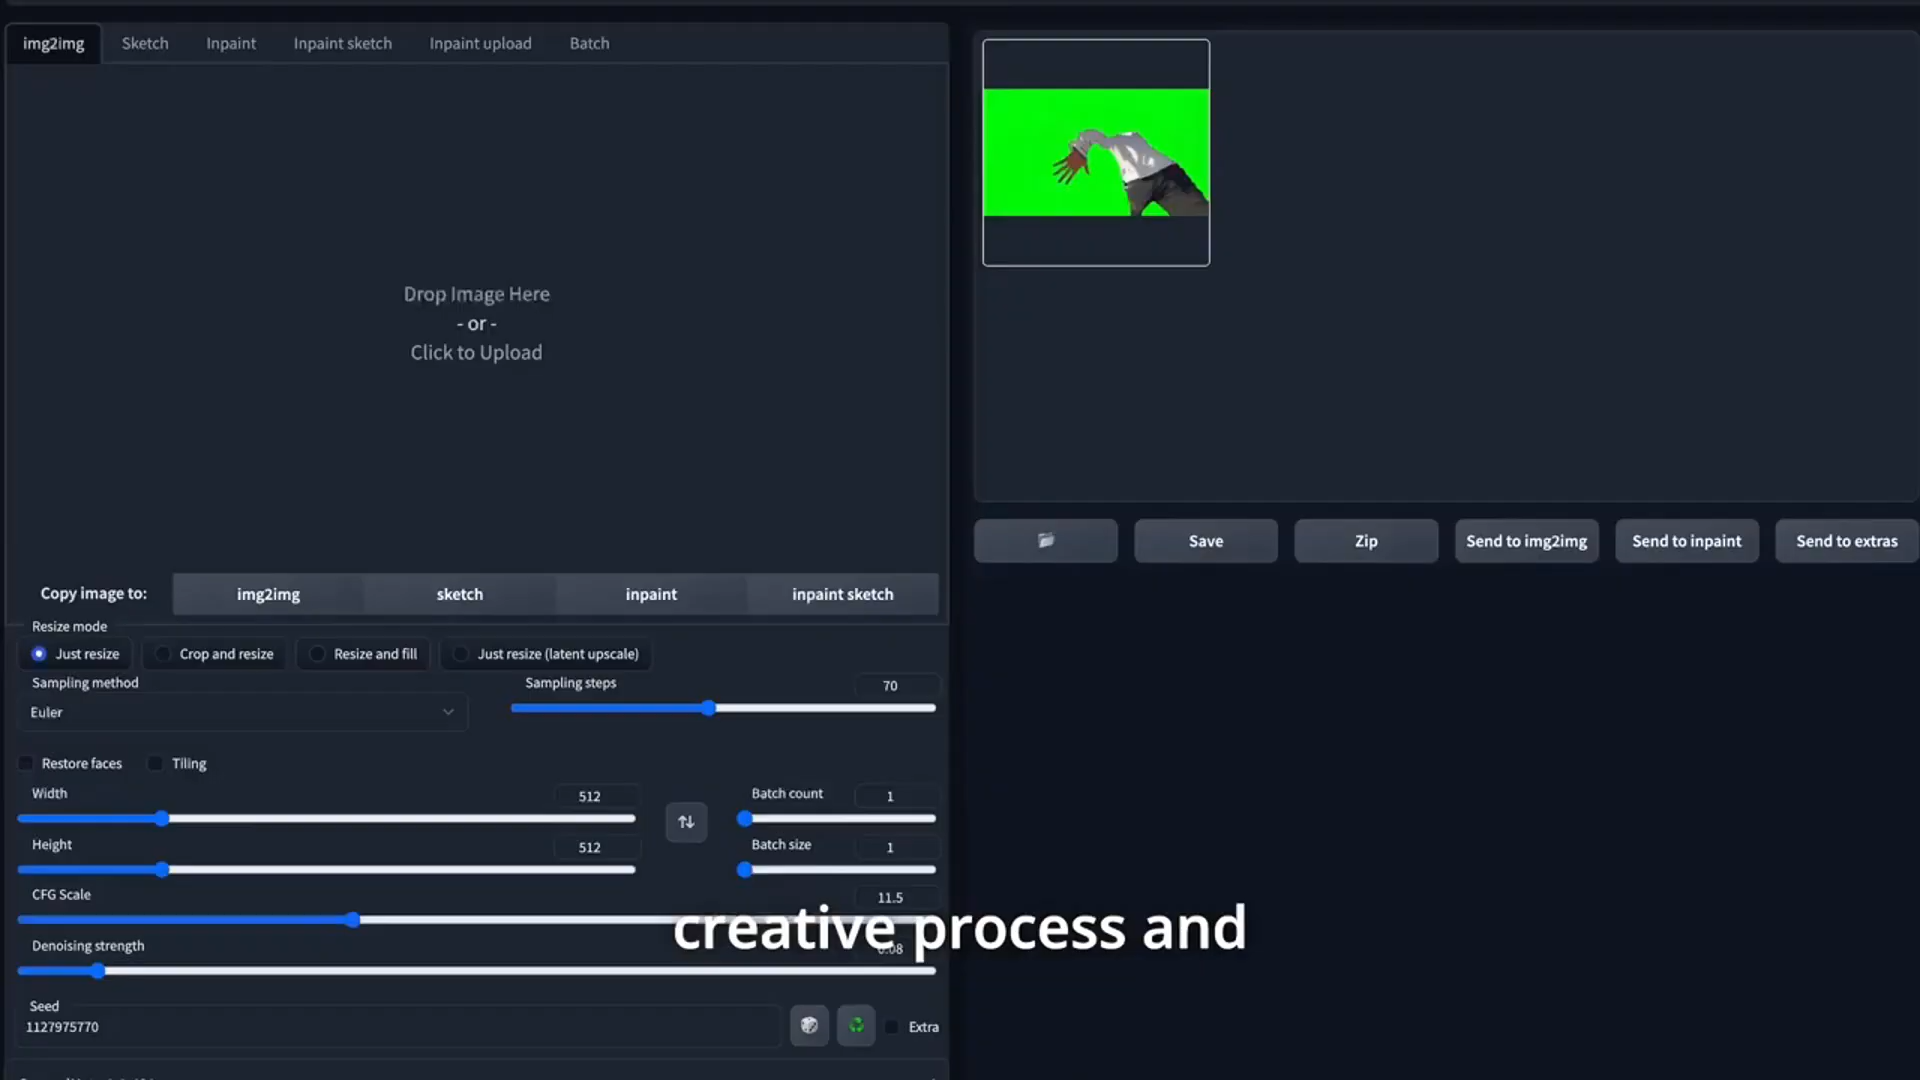 img2img Sketch Inpaint Inpaint sketch Inpaint upload Batch
Drop Image Here
- or -
Click to Upload
Copy image to: img2img sketch inpaint inpaint sketch
Save Zip Send to img2img Send to inpaint Send to extras
Resize mode
Just resize Crop and resize Resize and fill Just resize (latent upscale)
Sampling method
Euler
Sampling steps 70
Restore faces Tiling
Width 512
Height 512
Batch count 1
Batch size 1
CFG Scale 11.5
Denoising strength 0.08
creative process and
Seed
1127975770
Extra